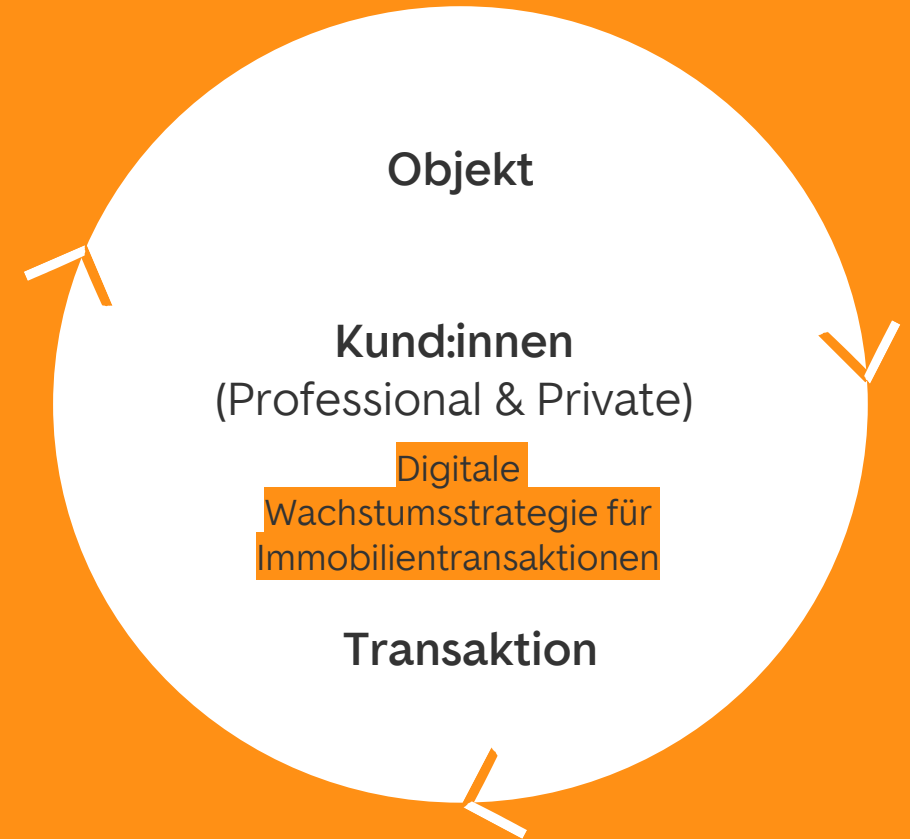 Objekt
Kund:innen
(Professional & Private)
Digitale
Wachstumsstrategie für
Immobilientransaktionen
Transaktion